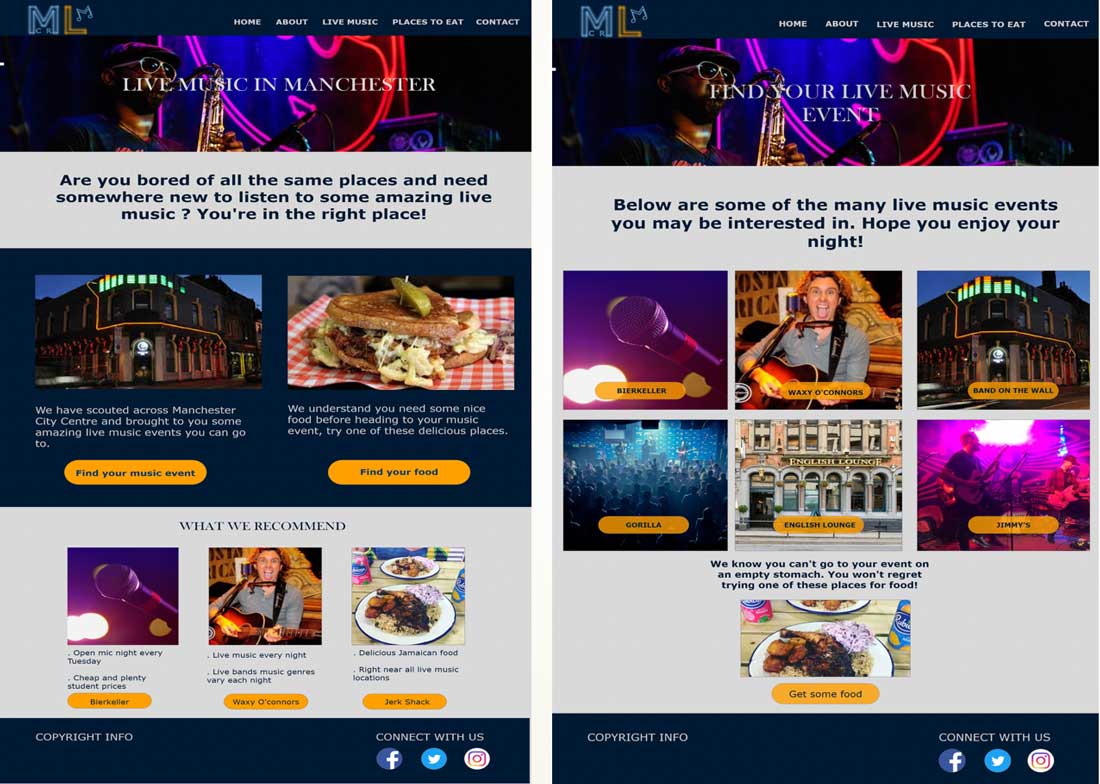 MCRL
HOME ABOUT LIVE MUSIC PLACES TO EAT CONTACT
LIVE MUSIC IN MANCHESTER
Are you bored of all the same places and need
somewhere new to listen to some amazing live
music ? You're in the right place!
We have scouted across Manchester
City Centre and brought to you some
amazing live music events you can go
to.
Find your music event
We understand you need some nice
food before heading to your music
event, try one of these delicious places.
Find your food
WHAT WE RECOMMEND
. Open mic night every
Tuesday
. Cheap and plenty
student prices
Bierkeller
. Live music every night
. Live bands music genres
vary each night
Waxy O'connors
. Delicious Jamaican food
. Right near all live music
locations
Jerk Shack
COPYRIGHT INFO
CONNECT WITH US
MCRL
HOME ABOUT LIVE MUSIC PLACES TO EAT CONTACT
FIND YOUR LIVE MUSIC
EVENT
Below are some of the many live music events
you may be interested in. Hope you enjoy your
night!
BIERKELLER
WAXY O'CONNORS
BAND ON THE WALL
GORILLA
ENGLISH LOUNGE
ENGLISH LOUNGE
JIMMY'S
We know you can't go to your event on
an empty stomach. You won't regret
trying one of these places for food!
Get some food
COPYRIGHT INFO
CONNECT WITH US